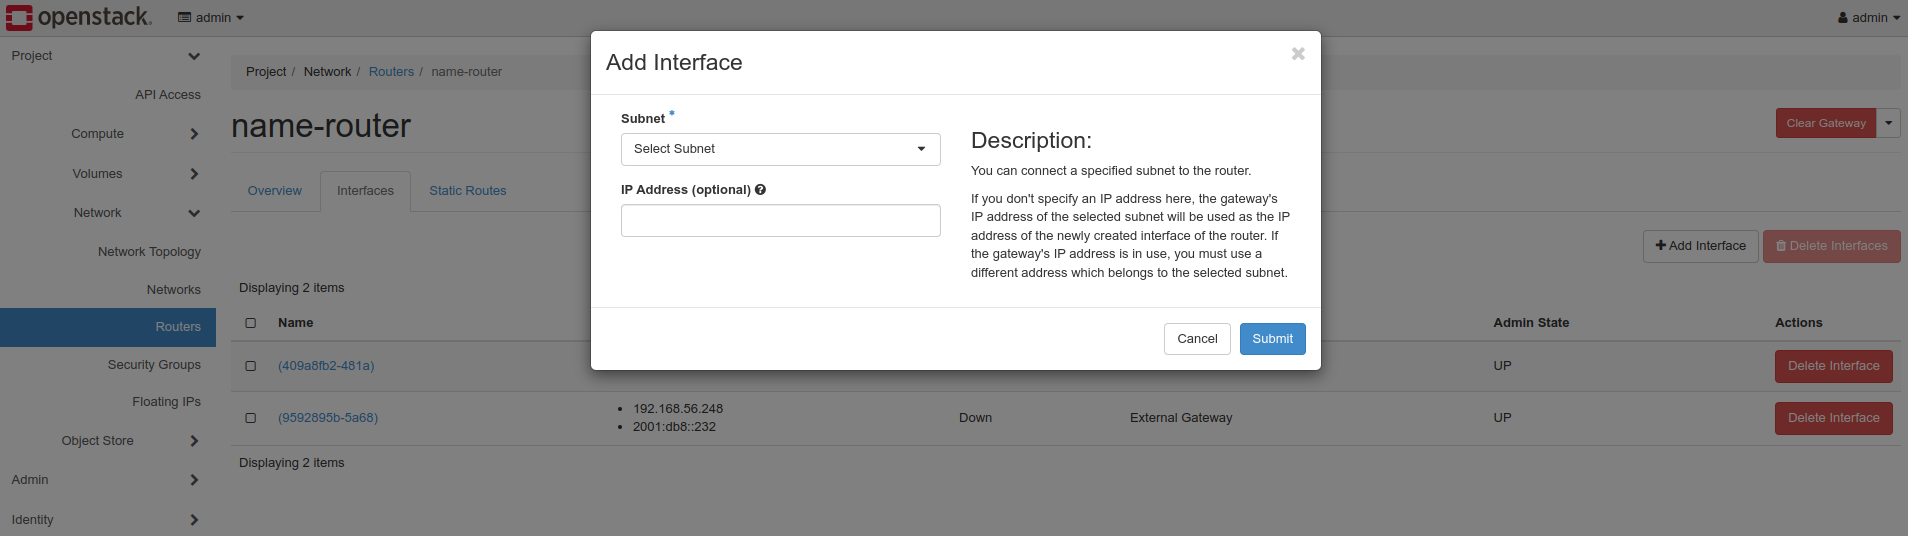 openstack.
admin
admin
Project
API Access
Compute
Volumes
Network
Network Topology
Networks
Routers
Security Groups
Floating IPs
Object Store
Admin
Identity
Project / Network / Routers / name-router
name-router
Clear Gateway
Overview
Interfaces
Static Routes
Add Interface
Delete Interfaces
Displaying 2 items
Name
Admin State
Actions
(409a8fb2-481a)
UP
Delete Interface
(9592895b-5a68)
192.168.56.248
2001:db8::232
Down
External Gateway
UP
Delete Interface
Displaying 2 items
Add Interface
Subnet *
Select Subnet
IP Address (optional)
Description:
You can connect a specified subnet to the router.
If you don't specify an IP address here, the gateway's
IP address of the selected subnet will be used as the IP
address of the newly created interface of the router. If
the gateway's IP address is in use, you must use a
different address which belongs to the selected subnet.
Cancel
Submit